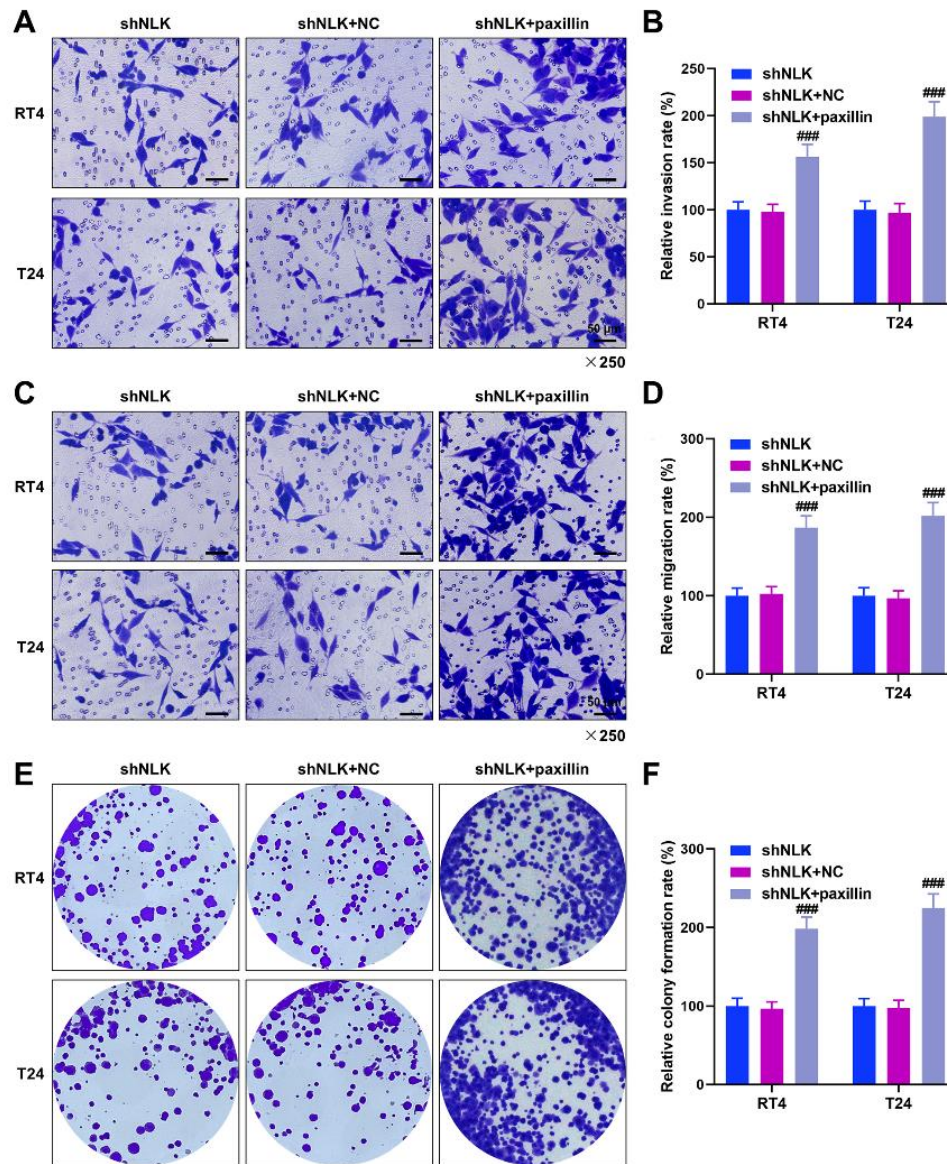 A
shNLK
shNLK+NC
shNLK+paxillin
RT4
T24
50 μm
×250
B
Relative invasion rate (%)
250
200
150
100
50
0
shNLK
shNLK+NC
shNLK+paxillin
###
###
RT4
T24
C
shNLK
shNLK+NC
shNLK+paxillin
RT4
T24
50 μm
×250
D
Relative migration rate (%)
300
200
100
0
shNLK
shNLK+NC
shNLK+paxillin
###
###
RT4
T24
E
shNLK
shNLK+NC
shNLK+paxillin
RT4
T24
F
Relative colony formation rate (%)
300
200
100
0
shNLK
shNLK+NC
shNLK+paxillin
###
###
RT4
T24